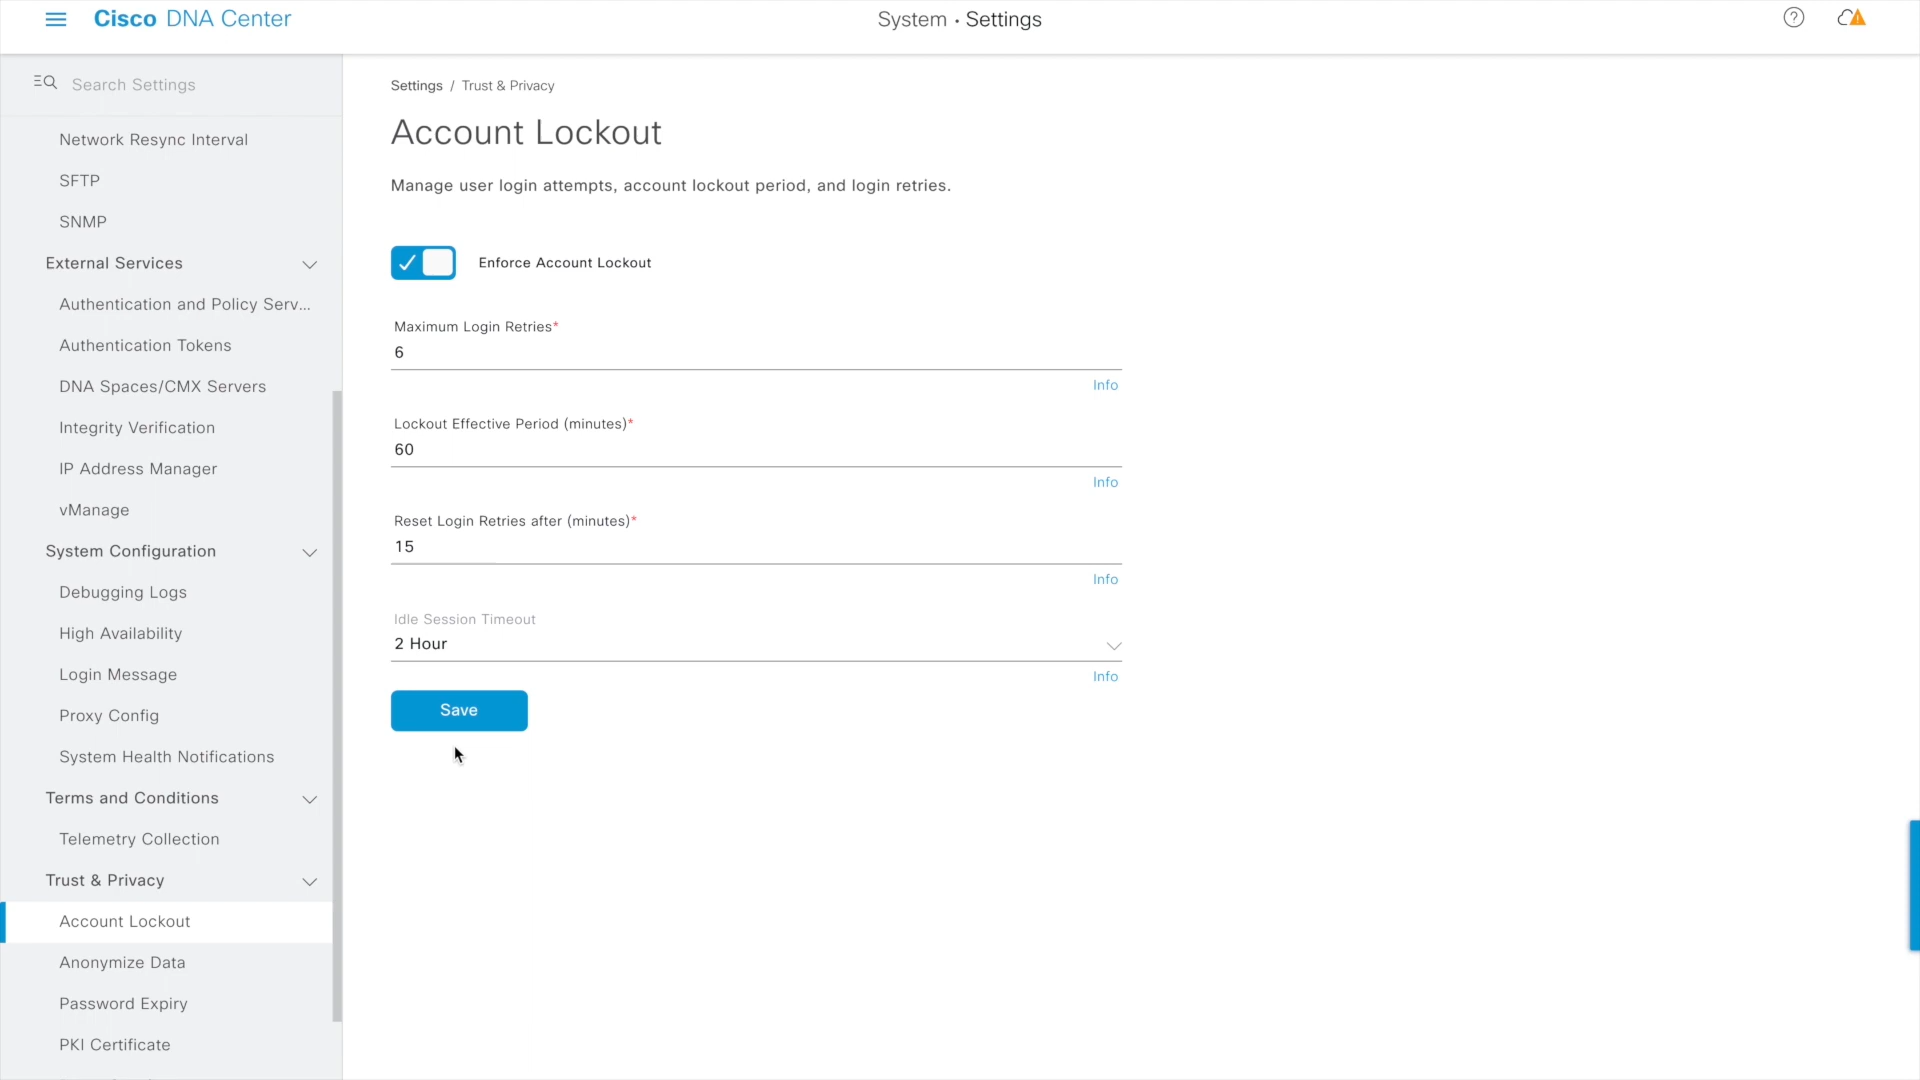 Cisco DNA Center
System • Settings
Search Settings
Network Resync Interval
SFTP
SNMP
External Services
Authentication and Policy Serv...
Authentication Tokens
DNA Spaces/CMX Servers
Integrity Verification
IP Address Manager
vManage
System Configuration
Debugging Logs
High Availability
Login Message
Proxy Config
System Health Notifications
Terms and Conditions
Telemetry Collection
Trust & Privacy
Account Lockout
Anonymize Data
Password Expiry
PKI Certificate
Settings / Trust & Privacy
Account Lockout
Manage user login attempts, account lockout period, and login retries.
Enforce Account Lockout
Maximum Login Retries*
6
Info
Lockout Effective Period (minutes)*
60
Info
Reset Login Retries after (minutes)*
15
Info
Idle Session Timeout
2 Hour
Info
Save